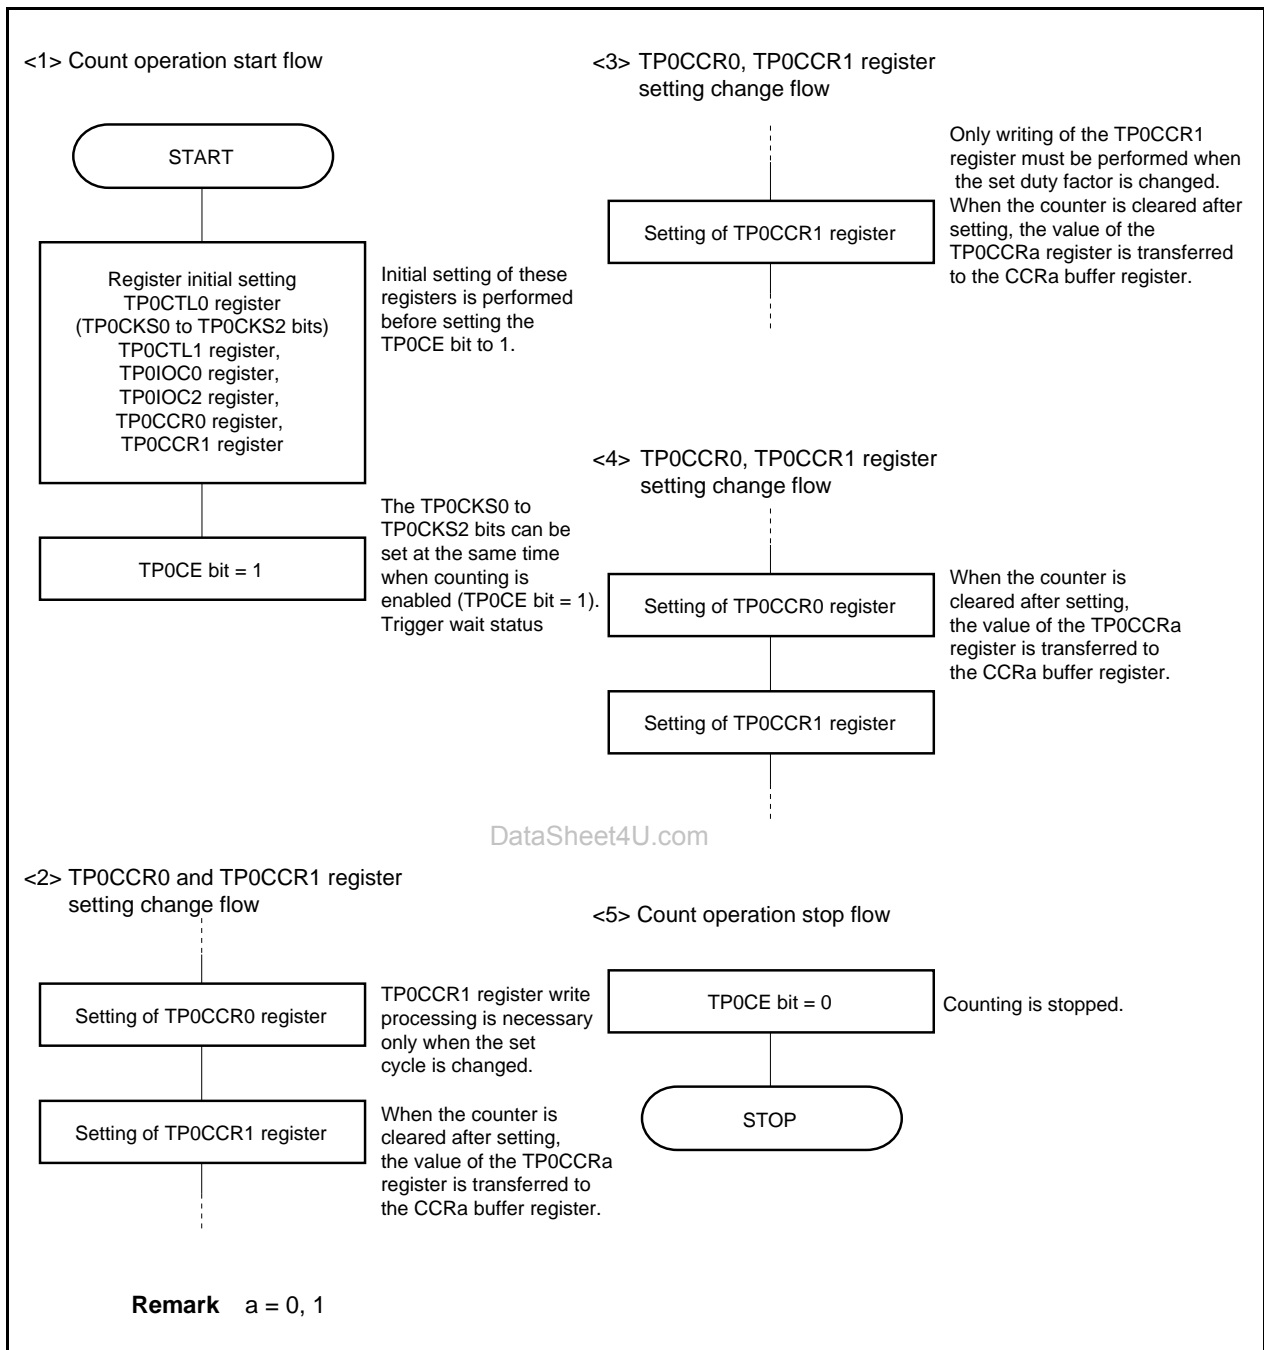 <1> Count operation start flow
START
Register initial setting
TP0CTL0 register
(TP0CKS0 to TP0CKS2 bits)
TP0CTL1 register,
TP0IOC0 register,
TP0IOC2 register,
TP0CCR0 register,
TP0CCR1 register
Initial setting of these
registers is performed
before setting the
TP0CE bit to 1.
TP0CE bit = 1
The TP0CKS0 to
TP0CKS2 bits can be
set at the same time
when counting is
enabled (TP0CE bit = 1).
Trigger wait status
<2> TP0CCR0 and TP0CCR1 register
setting change flow
Setting of TP0CCR0 register
TP0CCR1 register write
processing is necessary
only when the set
cycle is changed.
Setting of TP0CCR1 register
When the counter is
cleared after setting,
the value of the TP0CCRa
register is transferred to
the CCRa buffer register.
<3> TP0CCR0, TP0CCR1 register
setting change flow
Setting of TP0CCR1 register
Only writing of the TP0CCR1
register must be performed when
the set duty factor is changed.
When the counter is cleared after
setting, the value of the
TP0CCRa register is transferred
to the CCRa buffer register.
<4> TP0CCR0, TP0CCR1 register
setting change flow
Setting of TP0CCR0 register
When the counter is
cleared after setting,
the value of the TP0CCRa
register is transferred to
the CCRa buffer register.
Setting of TP0CCR1 register
DataSheet4U.com
<5> Count operation stop flow
TP0CE bit = 0
Counting is stopped.
STOP
Remark a = 0, 1